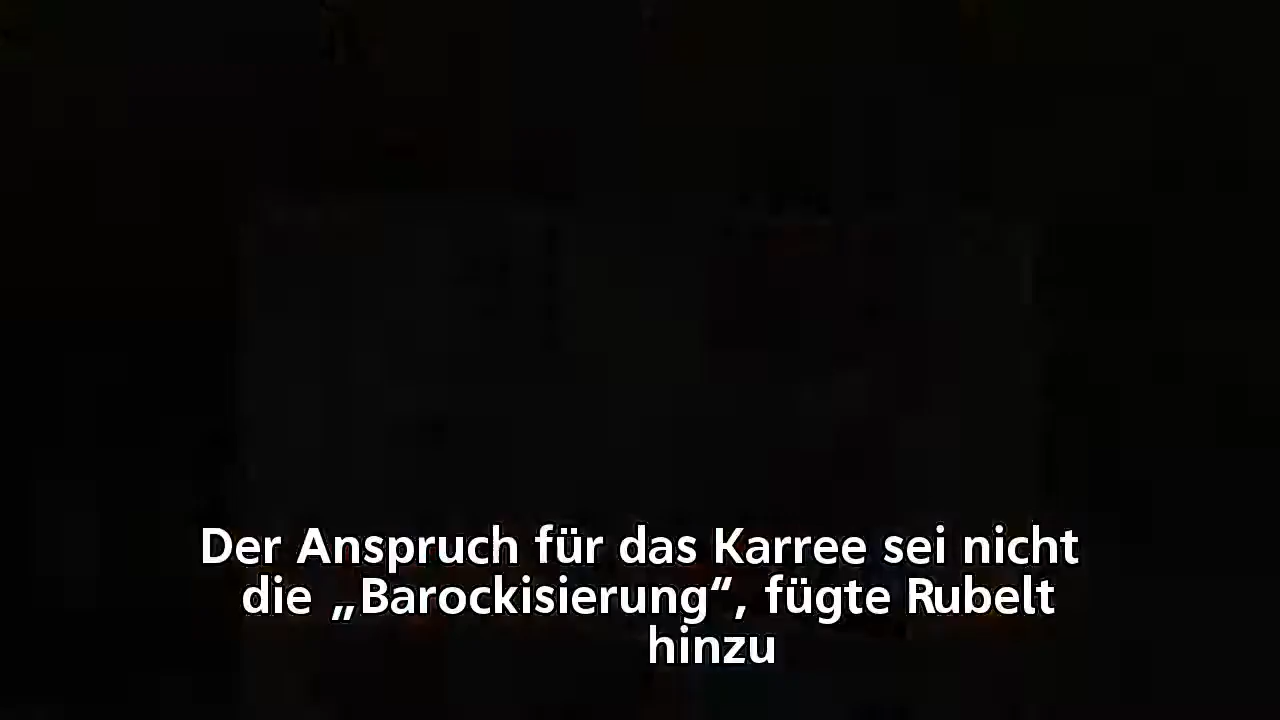 Der Anspruch für das Karree sei nicht
die „Barockisierung“, fügte Rubelt
hinzu